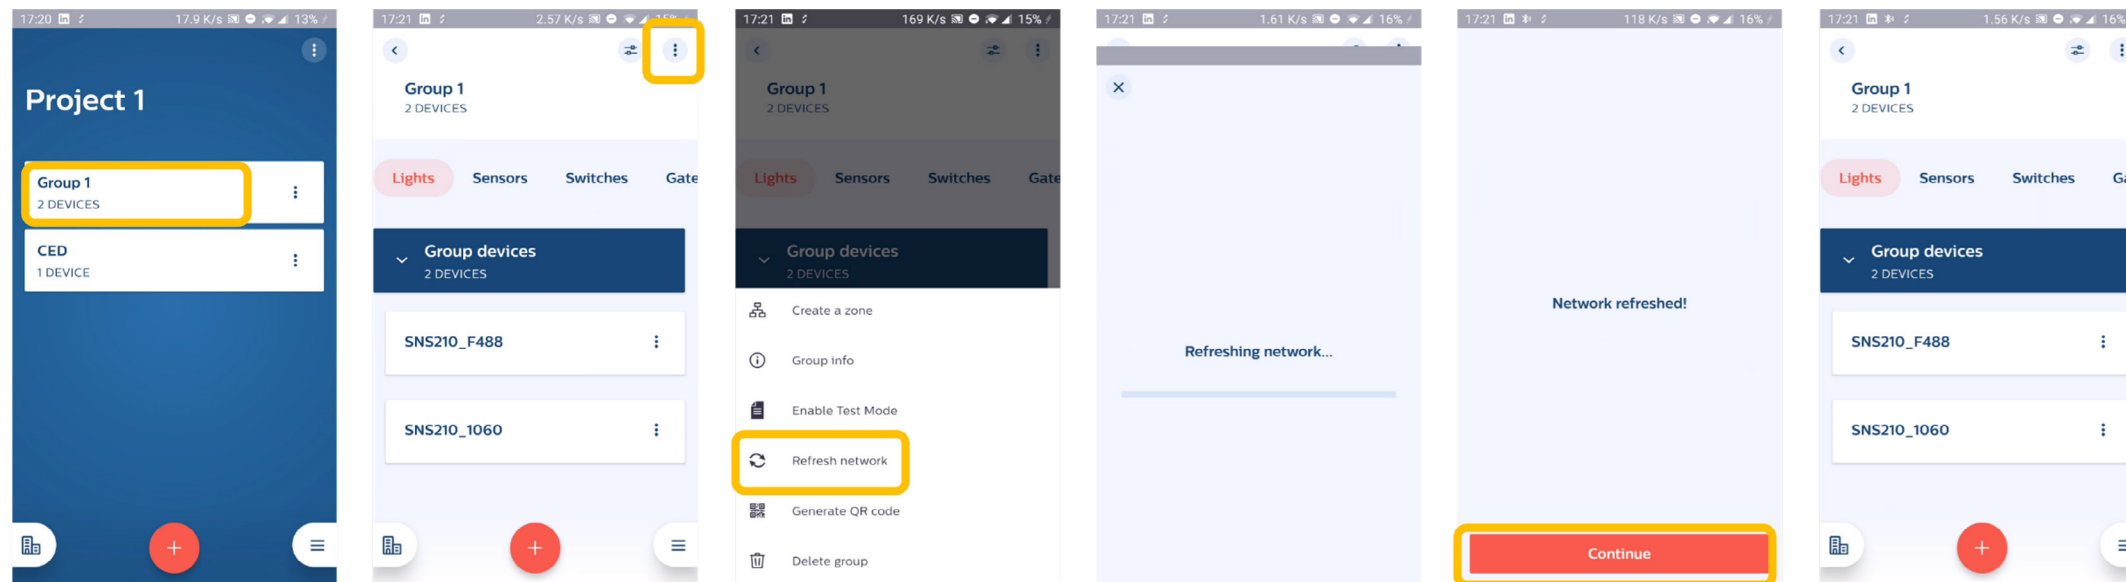 17:20 17.9 K/s 13%
Project 1
Group 1
2 DEVICES
CED
1 DEVICE
17:21 2.57 K/s 15%
Group 1
2 DEVICES
Lights Sensors Switches Gate
Group devices
2 DEVICES
SNS210_F488
SNS210_1060
17:21 169 K/s 15%
Group 1
2 DEVICES
Lights Sensors Switches Gate
Group devices
2 DEVICES
Create a zone
Group info
Enable Test Mode
Refresh network
Generate QR code
Delete group
17:21 1.61 K/s 16%
Refreshing network...
17:21 118 K/s 16%
Network refreshed!
Continue
17:21 1.56 K/s 16%
Group 1
2 DEVICES
Lights Sensors Switches Ga
Group devices
2 DEVICES
SNS210_F488
SNS210_1060